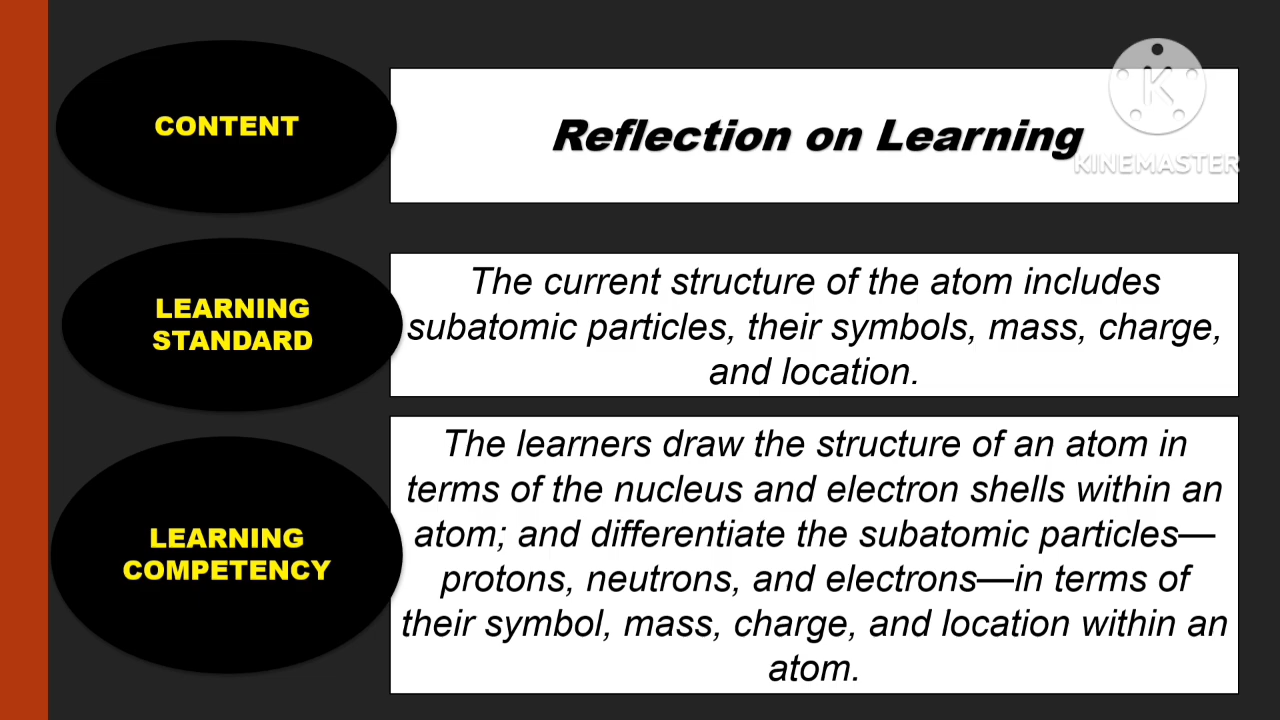 CONTENT
Reflection on Learning
K
KINEMASTER
LEARNING
STANDARD
The current structure of the atom includes
subatomic particles, their symbols, mass, charge,
and location.
LEARNING
COMPETENCY
The learners draw the structure of an atom in
terms of the nucleus and electron shells within an
atom; and differentiate the subatomic particles—
protons, neutrons, and electrons—in terms of
their symbol, mass, charge, and location within an
atom.